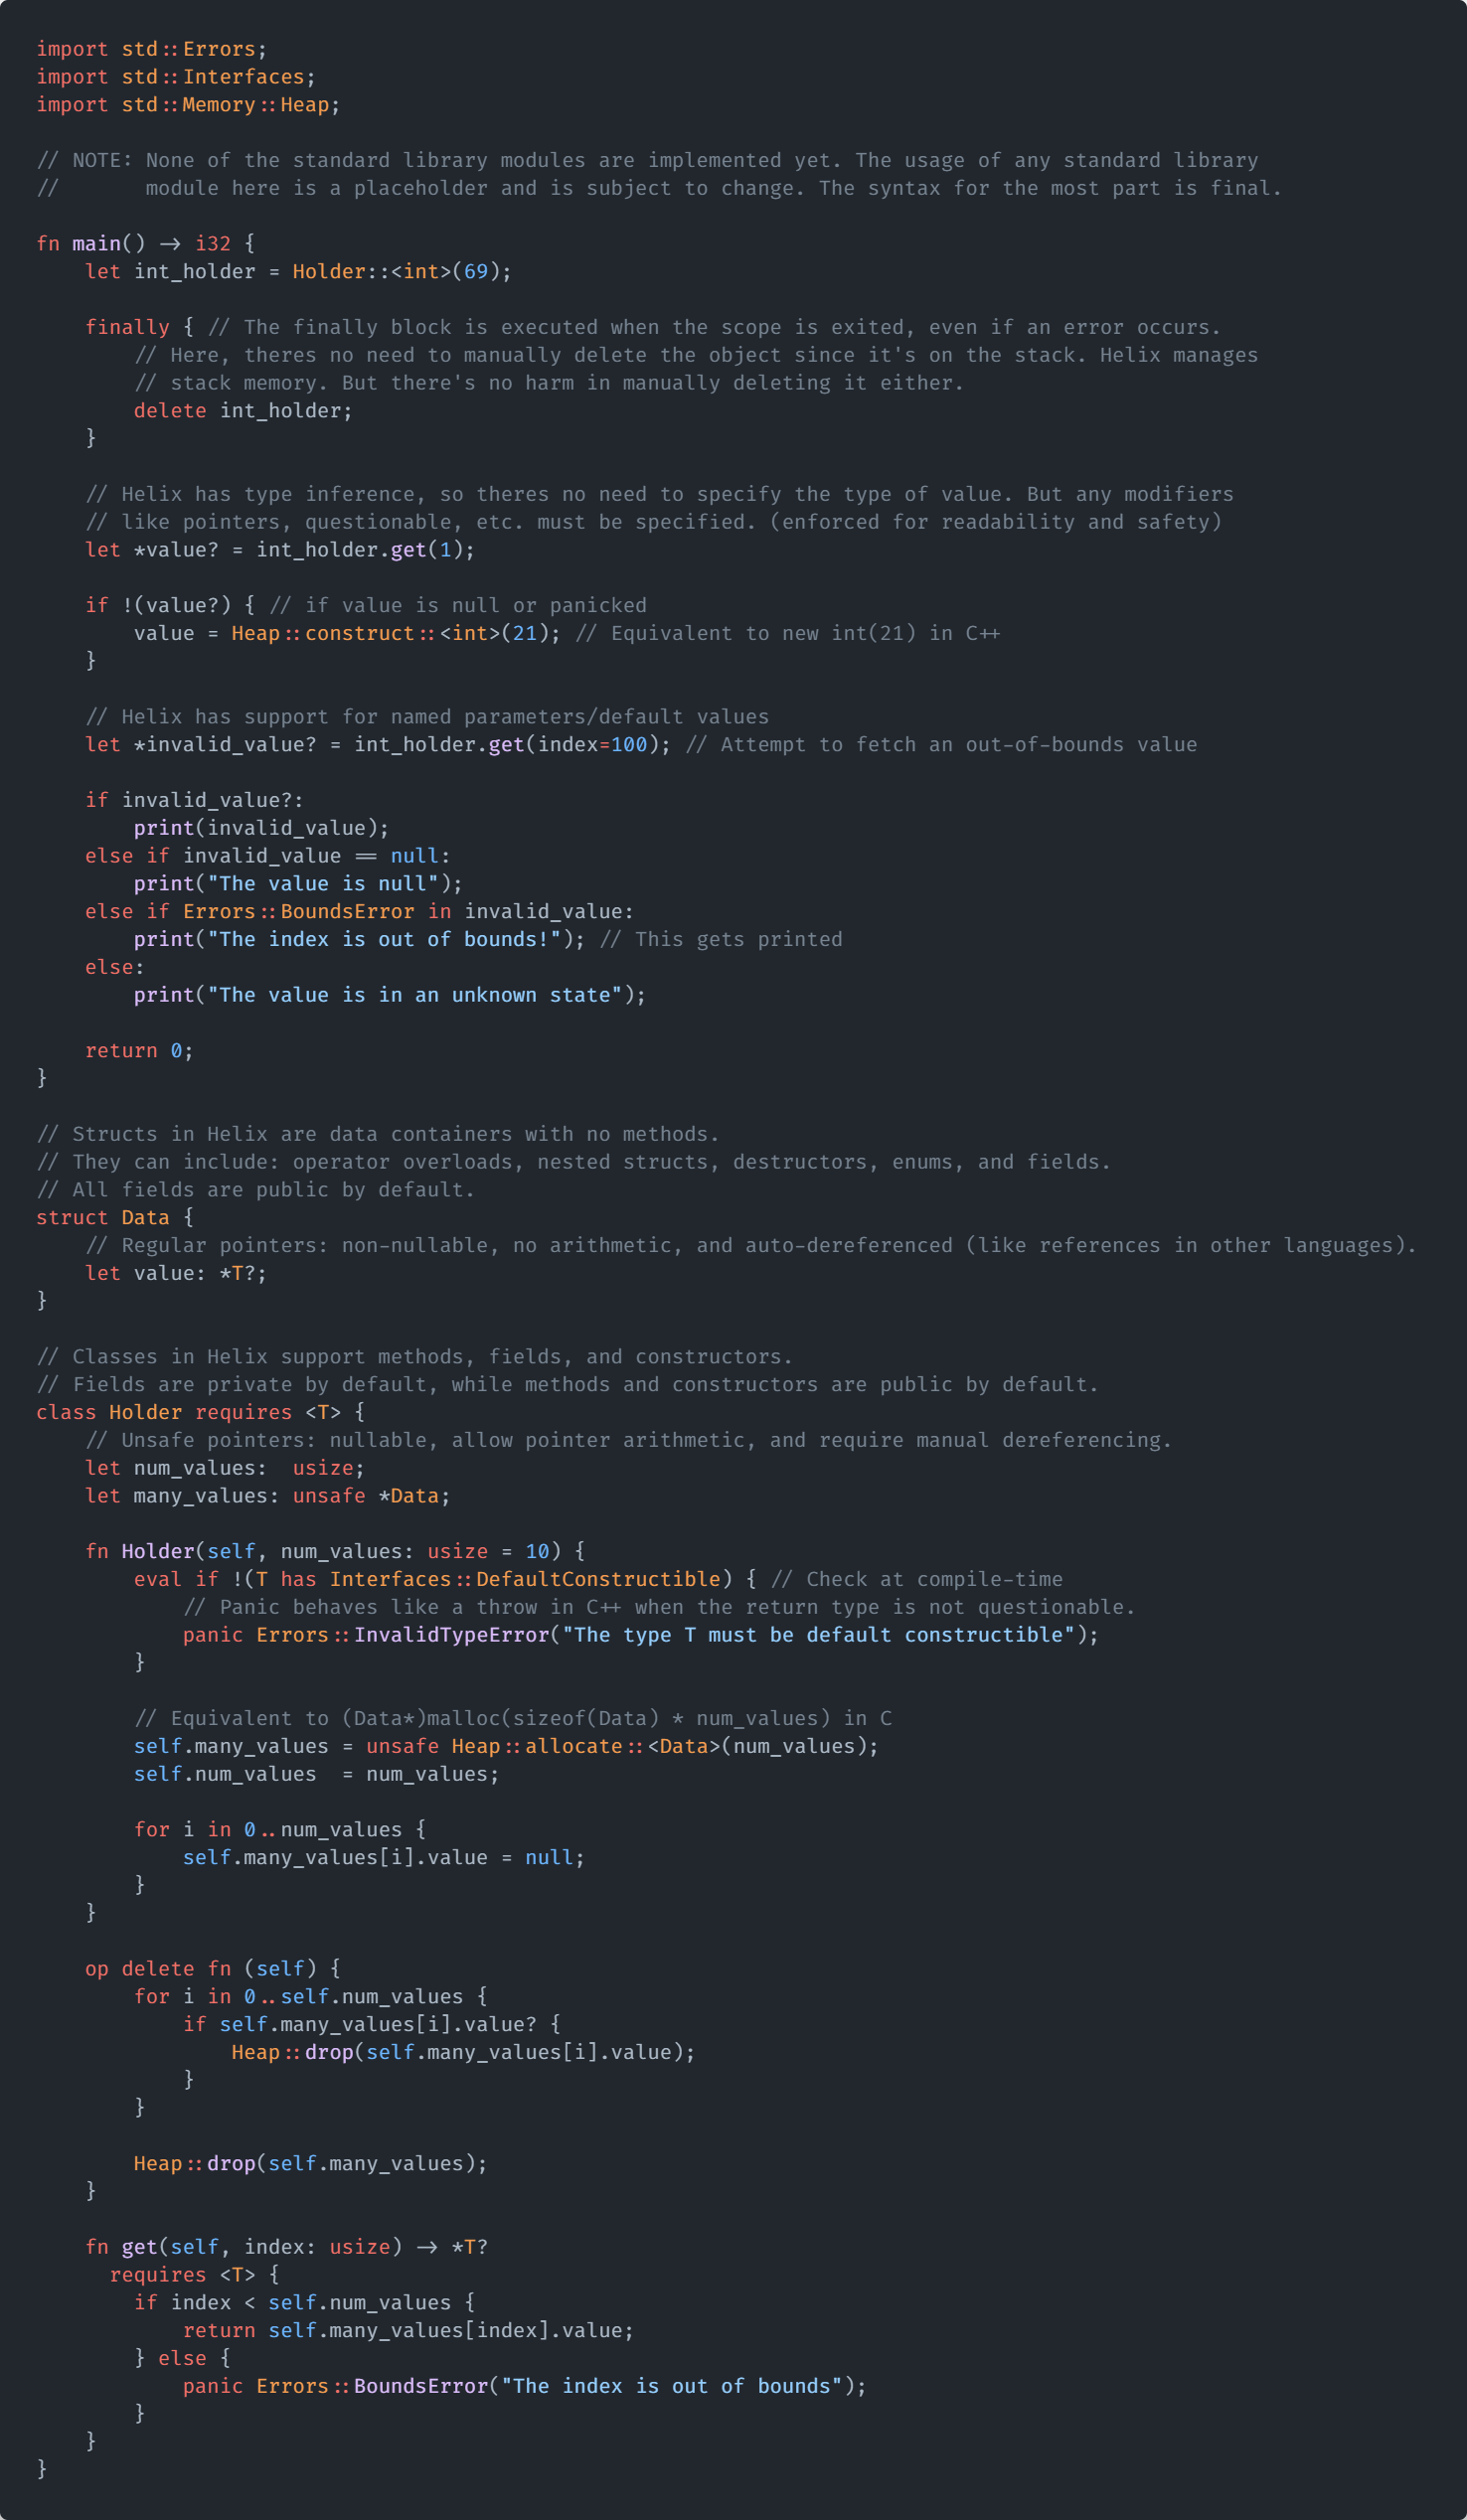 import std::Errors;
import std::Interfaces;
import std::Memory::Heap;

// NOTE: None of the standard library modules are implemented yet. The usage of any standard library
//       module here is a placeholder and is subject to change. The syntax for the most part is final.

fn main() -> i32 {
    let int_holder = Holder::<int>(69);

    finally { // The finally block is executed when the scope is exited, even if an error occurs.
        // Here, theres no need to manually delete the object since it's on the stack. Helix manages
        // stack memory. But there's no harm in manually deleting it either.
        delete int_holder;
    }

    // Helix has type inference, so theres no need to specify the type of value. But any modifiers
    // like pointers, questionable, etc. must be specified. (enforced for readability and safety)
    let *value? = int_holder.get(1);

    if !(value?) { // if value is null or panicked
        value = Heap::construct::<int>(21); // Equivalent to new int(21) in C++
    }

    // Helix has support for named parameters/default values
    let *invalid_value? = int_holder.get(index=100); // Attempt to fetch an out-of-bounds value

    if invalid_value?:
        print(invalid_value);
    else if invalid_value == null:
        print("The value is null");
    else if Errors::BoundsError in invalid_value:
        print("The index is out of bounds!"); // This gets printed
    else:
        print("The value is in an unknown state");

    return 0;
}

// Structs in Helix are data containers with no methods.
// They can include: operator overloads, nested structs, destructors, enums, and fields.
// All fields are public by default.
struct Data {
    // Regular pointers: non-nullable, no arithmetic, and auto-dereferenced (like references in other languages).
    let value: *T?;
}

// Classes in Helix support methods, fields, and constructors.
// Fields are private by default, while methods and constructors are public by default.
class Holder requires <T> {
    // Unsafe pointers: nullable, allow pointer arithmetic, and require manual dereferencing.
    let num_values:  usize;
    let many_values: unsafe *Data;

    fn Holder(self, num_values: usize = 10) {
        eval if !(T has Interfaces::DefaultConstructible) { // Check at compile-time
            // Panic behaves like a throw in C++ when the return type is not questionable.
            panic Errors::InvalidTypeError("The type T must be default constructible");
        }

        // Equivalent to (Data*)malloc(sizeof(Data) * num_values) in C
        self.many_values = unsafe Heap::allocate::<Data>(num_values);
        self.num_values  = num_values;

        for i in 0..num_values {
            self.many_values[i].value = null;
        }
    }

    op delete fn (self) {
        for i in 0..self.num_values {
            if self.many_values[i].value? {
                Heap::drop(self.many_values[i].value);
            }
        }

        Heap::drop(self.many_values);
    }

    fn get(self, index: usize) -> *T?
      requires <T> {
        if index < self.num_values {
            return self.many_values[index].value;
        } else {
            panic Errors::BoundsError("The index is out of bounds");
        }
    }
}